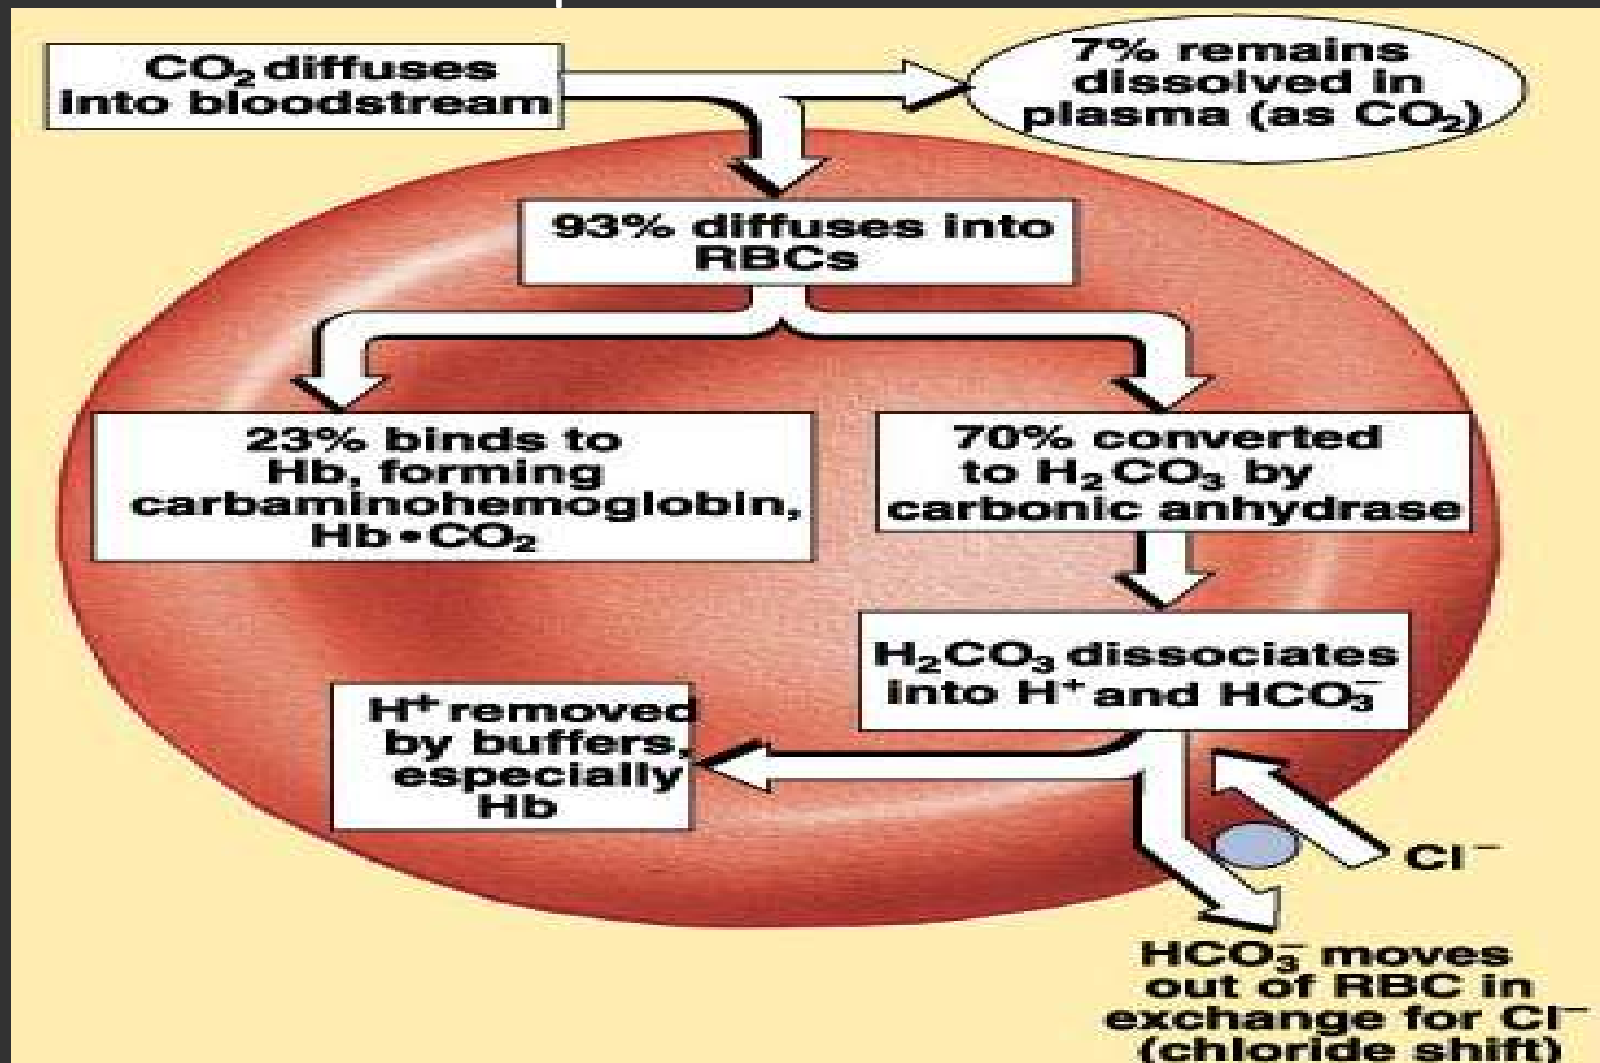 CO₂ diffuses
into bloodstream
7% remains
dissolved in
plasma (as CO₂)
93% diffuses into
RBCs
23% binds to
Hb, forming
carbaminohemoglobin,
Hb•CO₂
70% converted
to H₂CO₃ by
carbonic anhydrase
H₂CO₃ dissociates
into H⁺ and HCO₃⁻
H⁺ removed
by buffers,
especially
Hb
Cl⁻
HCO₃⁻ moves
out of RBC in
exchange for Cl⁻
(chloride shift)